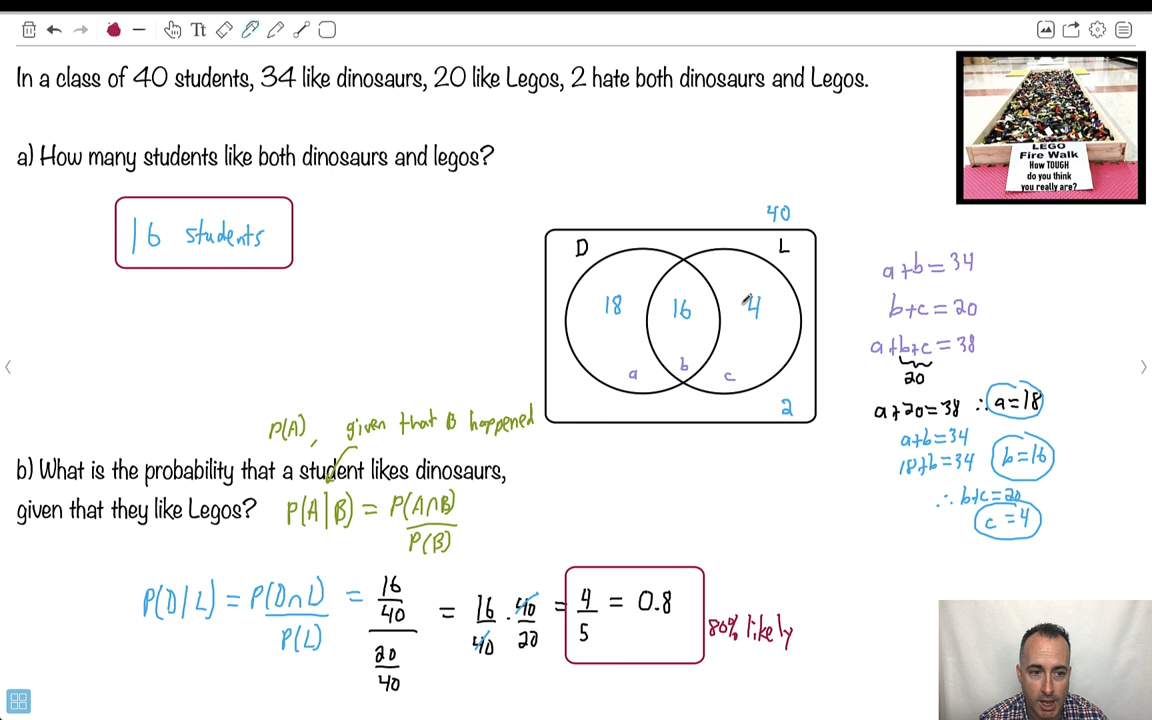 Tt
In a class of 40 students, 34 like dinosaurs, 20 like Legos, 2 hate both dinosaurs and Legos.
a) How many students like both dinosaurs and legos?
LEGO
Fire Walk
How TOUGH
do you think
you really are?
16 students
40
D L
18 16 4
a b c
2
a+b=34
b+c=20
a+b+c=38
20
a+20=38 ∴ a=18
a+b=34
18+b=34 b=16
∴ b+c=20
c=4
P(A), given that B happened
b) What is the probability that a student likes dinosaurs,
given that they like Legos? P(A|B) = P(A∩B)
P(B)
P(D|L) = P(D∩L) = 16/40 = 16/40 · 40/20 = 4/5 = 0.8
P(L) 20/40
80% likely